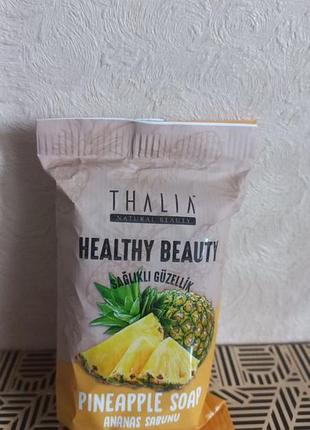 THALIA
NATURAL BEAUTY
HEALTHY BEAUTY
SAĞLIKLI GÜZELLİK
PINEAPPLE SOAP
ANANAS SABUNU